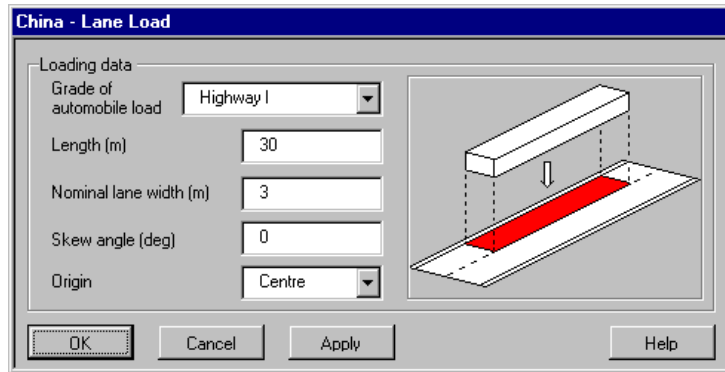 China - Lane Load
Loading data
Grade of
automobile load
Highway I
Length (m)
30
Nominal lane width (m)
3
Skew angle (deg)
0
Origin
Centre
OK
Cancel
Apply
Help